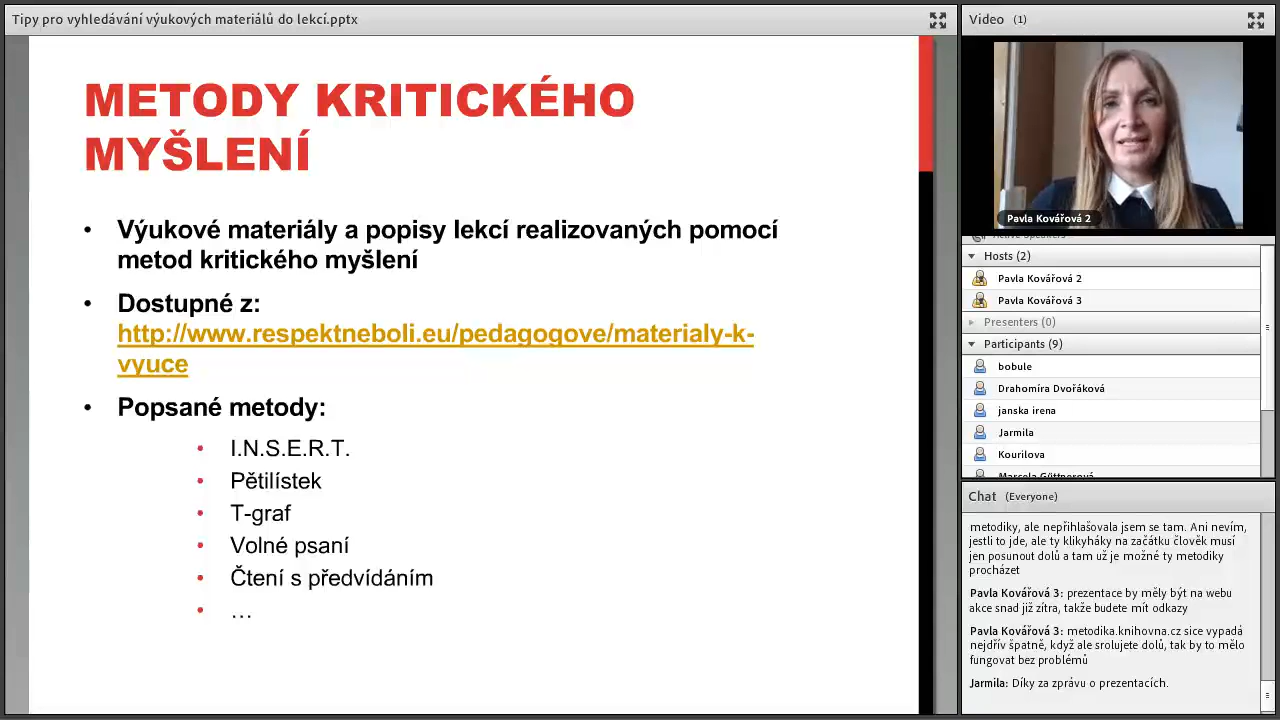 Tipy pro vyhledávání výukových materiálů do lekcí.pptx
METODY KRITICKÉHO
MYŠLENÍ
• Výukové materiály a popisy lekcí realizovaných pomocí
metod kritického myšlení
• Dostupné z:
http://www.respektneboli.eu/pedagogove/materialy-k-
vyuce
• Popsané metody:
• I.N.S.E.R.T.
• Pětilístek
• T-graf
• Volné psaní
• Čtení s předvídáním
• …
Video (1)
Pavla Kovářová 2
Active Speakers
Hosts (2)
Pavla Kovářová 2
Pavla Kovářová 3
Presenters (0)
Participants (9)
bobule
Drahomíra Dvořáková
janska irena
Jarmila
Kourilova
Marcela Güttnerová
Chat (Everyone)
metodiky, ale nepřihlašovala jsem se tam. Ani nevím,
jestli to jde, ale ty klikyháky na začátku člověk musí
jen posunout dolů a tam už je možné ty metodiky
procházet
Pavla Kovářová 3: prezentace by měly být na webu
akce snad již zítra, takže budete mít odkazy
Pavla Kovářová 3: metodika.knihovna.cz sice vypadá
nejdřív špatně, když ale srolujete dolů, tak by to mělo
fungovat bez problémů
Jarmila: Díky za zprávu o prezentacích.